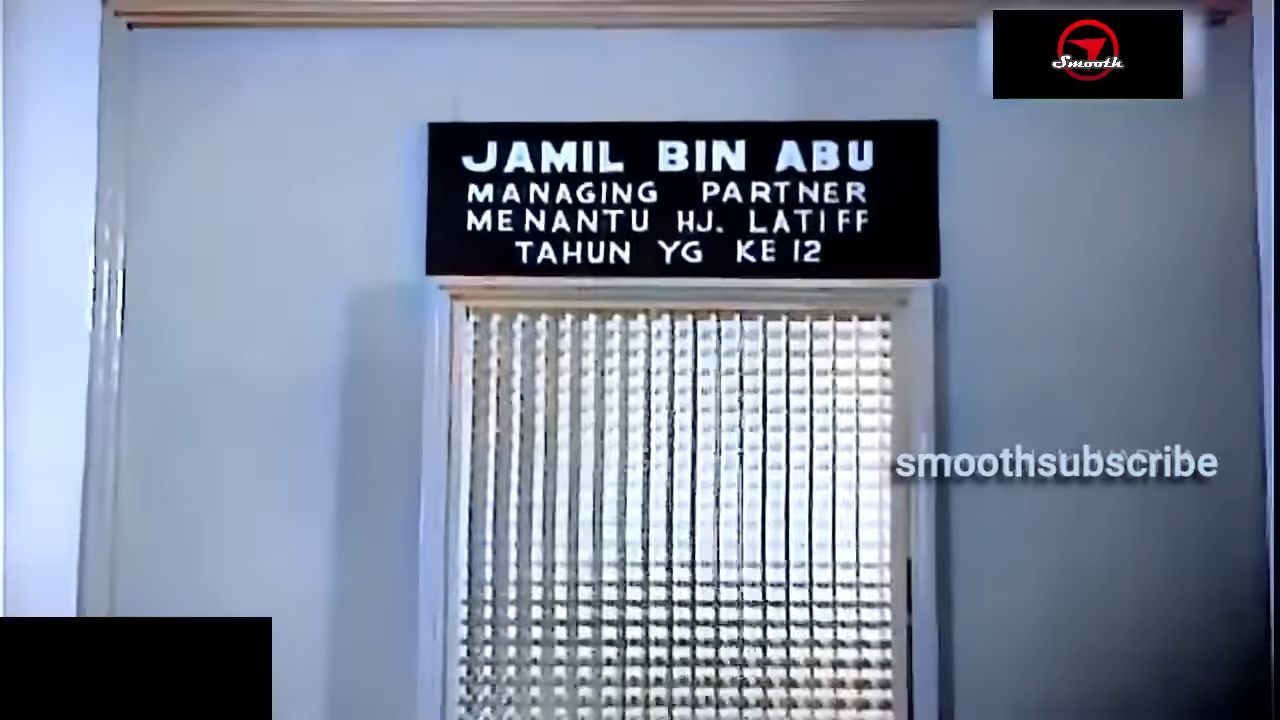 Smooth
JAMIL BIN ABU
MANAGING PARTNER
MENANTU HJ. LATIFF
TAHUN YG KE 12
smoothsubscribe